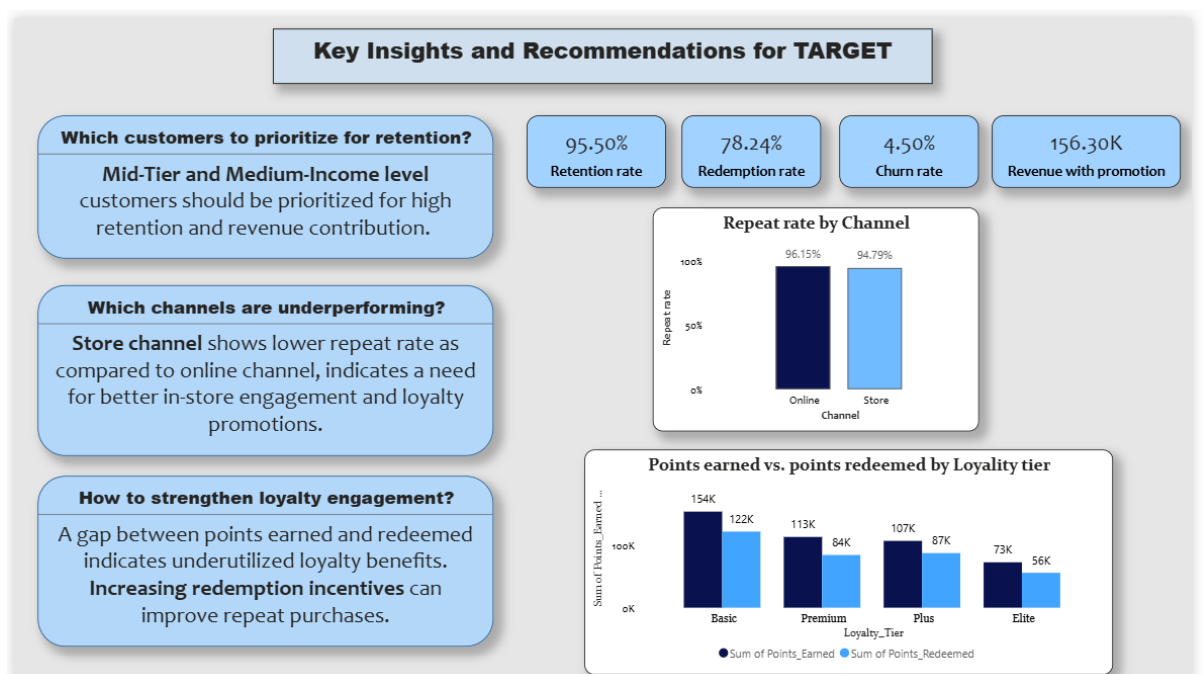 Key Insights and Recommendations for TARGET
Which customers to prioritize for retention?
Mid-Tier and Medium-Income level
customers should be prioritized for high
retention and revenue contribution.
Which channels are underperforming?
Store channel shows lower repeat rate as
compared to online channel, indicates a need
for better in-store engagement and loyalty
promotions.
How to strengthen loyalty engagement?
A gap between points earned and redeemed
indicates underutilized loyalty benefits.
Increasing redemption incentives can
improve repeat purchases.
95.50%
Retention rate
78.24%
Redemption rate
4.50%
Churn rate
156.30K
Revenue with promotion
Repeat rate by Channel
Repeat rate
100%
50%
0%
96.15%
94.79%
Online
Store
Channel
Points earned vs. points redeemed by Loyality tier
Sum of Points_Earned ...
100K
0K
154K
122K
113K
84K
107K
87K
73K
56K
Basic
Premium
Plus
Elite
Loyalty_Tier
Sum of Points_Earned
Sum of Points_Redeemed